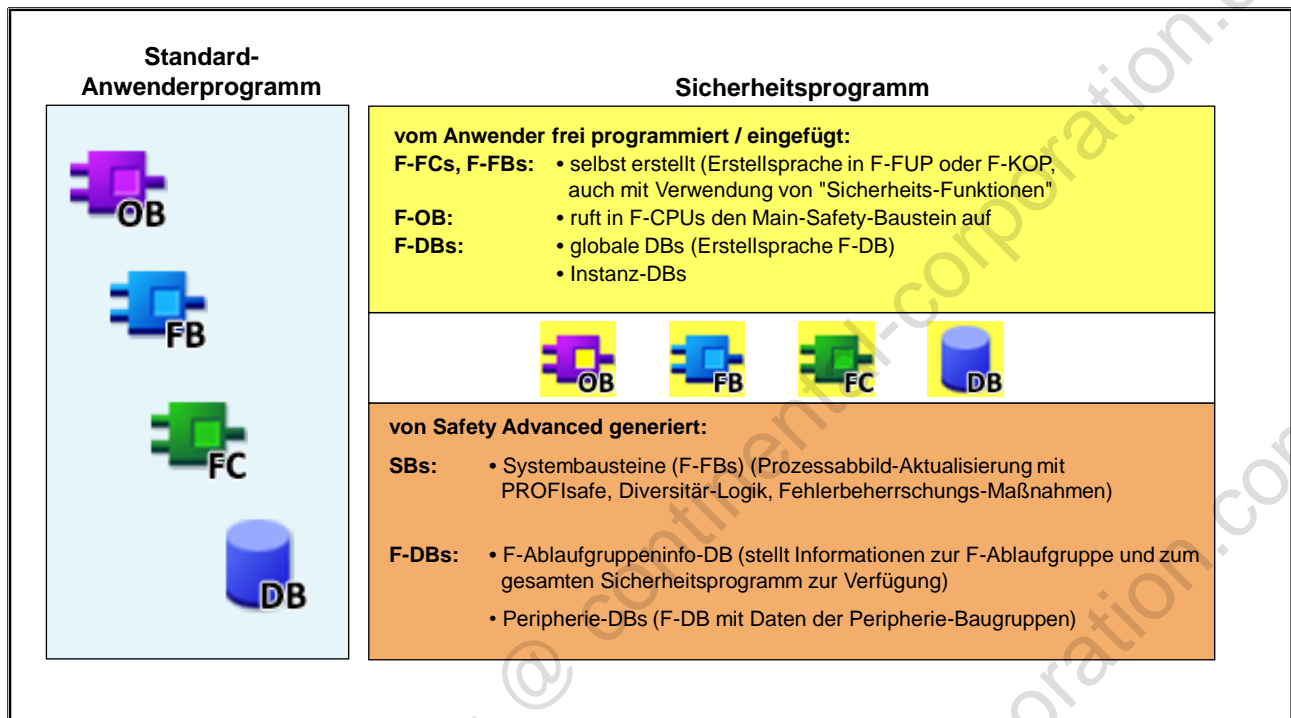 Standard-
Anwenderprogramm
Sicherheitsprogramm
OB
FB
FC
DB
vom Anwender frei programmiert / eingefügt:
F-FCs, F-FBs: • selbst erstellt (Erstellsprache in F-FUP oder F-KOP,
auch mit Verwendung von "Sicherheits-Funktionen"
F-OB: • ruft in F-CPUs den Main-Safety-Baustein auf
F-DBs: • globale DBs (Erstellsprache F-DB)
• Instanz-DBs
OB FB FC DB
von Safety Advanced generiert:
SBs: • Systembausteine (F-FBs) (Prozessabbild-Aktualisierung mit
PROFIsafe, Diversitär-Logik, Fehlerbeherrschungs-Maßnahmen)
F-DBs: • F-Ablaufgruppeninfo-DB (stellt Informationen zur F-Ablaufgruppe und zum
gesamten Sicherheitsprogramm zur Verfügung)
• Peripherie-DBs (F-DB mit Daten der Peripherie-Baugruppen)
@ continental-corporation.c
oration.com